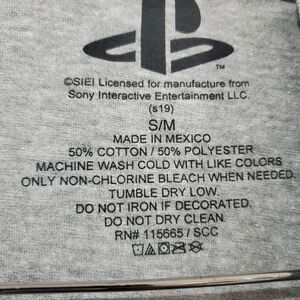 ©SIEI Licensed for manufacture from
Sony Interactive Entertainment LLC.
(s19)
S/M
MADE IN MEXICO
50% COTTON / 50% POLYESTER
MACHINE WASH COLD WITH LIKE COLORS
ONLY NON-CHLORINE BLEACH WHEN NEEDED.
TUMBLE DRY LOW.
DO NOT IRON IF DECORATED.
DO NOT DRY CLEAN.
RN# 115665 / SCC